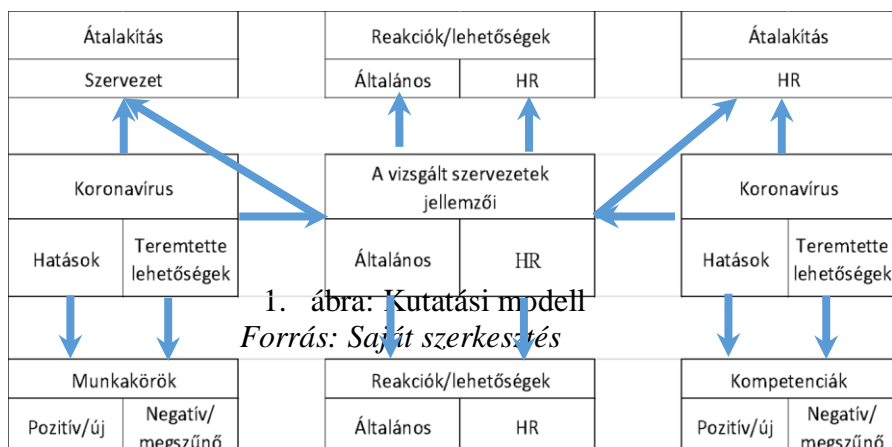 Átalakítás
Szervezet
Reakciók/lehetőségek
Általános HR
Átalakítás
HR
Koronavírus
Hatások
Teremtette
lehetőségek
A vizsgált szervezetek
jellemzői
Általános HR
Koronavírus
Hatások
Teremtette
lehetőségek
1. ábra: Kutatási modell
Forrás: Saját szerkesztés
Munkakörök
Pozitív/új
Negatív/
megszűnő
Reakciók/lehetőségek
Általános HR
Kompetenciák
Pozitív/új
Negatív/
megszűnő